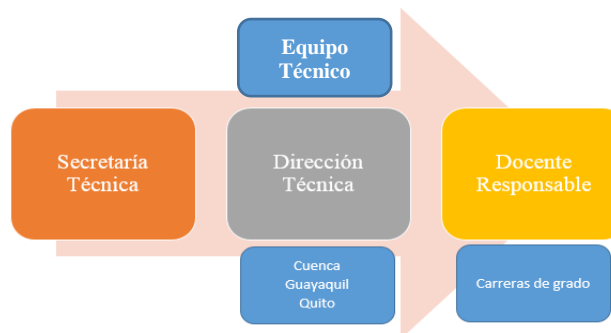 Equipo
Técnico
Secretaría
Técnica
Dirección
Técnica
Docente
Responsable
Cuenca
Guayaquil
Quito
Carreras de grado